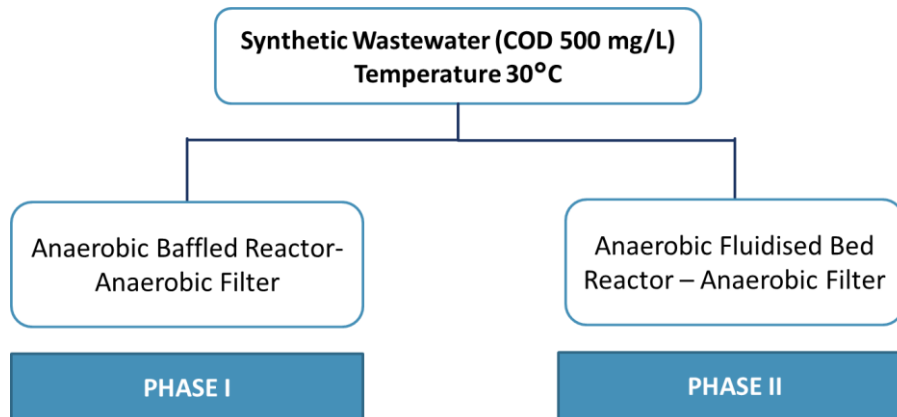 Synthetic Wastewater (COD 500 mg/L)
Temperature 30°C
Anaerobic Baffled Reactor-
Anaerobic Filter
Anaerobic Fluidised Bed
Reactor – Anaerobic Filter
PHASE I
PHASE II